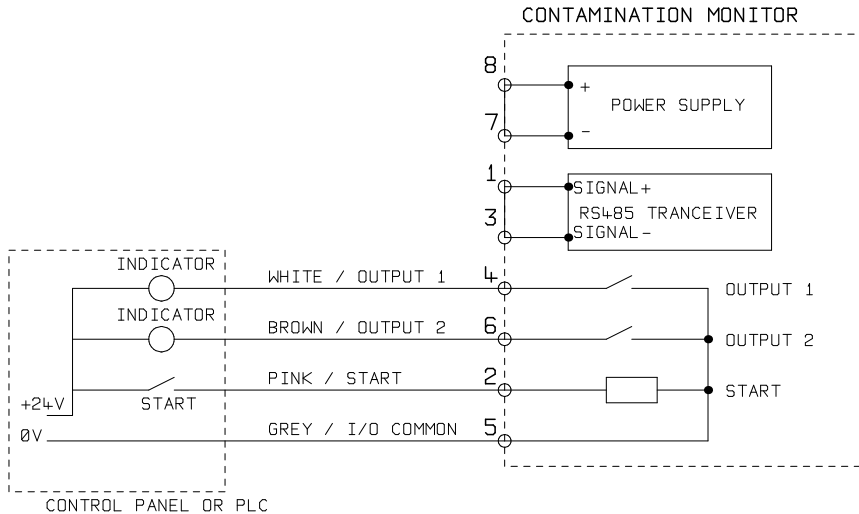 CONTAMINATION MONITOR
8
+
POWER SUPPLY
7
-
1
SIGNAL+
RS485 TRANCEIVER
3
SIGNAL-
INDICATOR
WHITE / OUTPUT 1
4
OUTPUT 1
INDICATOR
BROWN / OUTPUT 2
6
OUTPUT 2
PINK / START
2
START
+24V
START
0V
GREY / I/O COMMON
5
CONTROL PANEL OR PLC